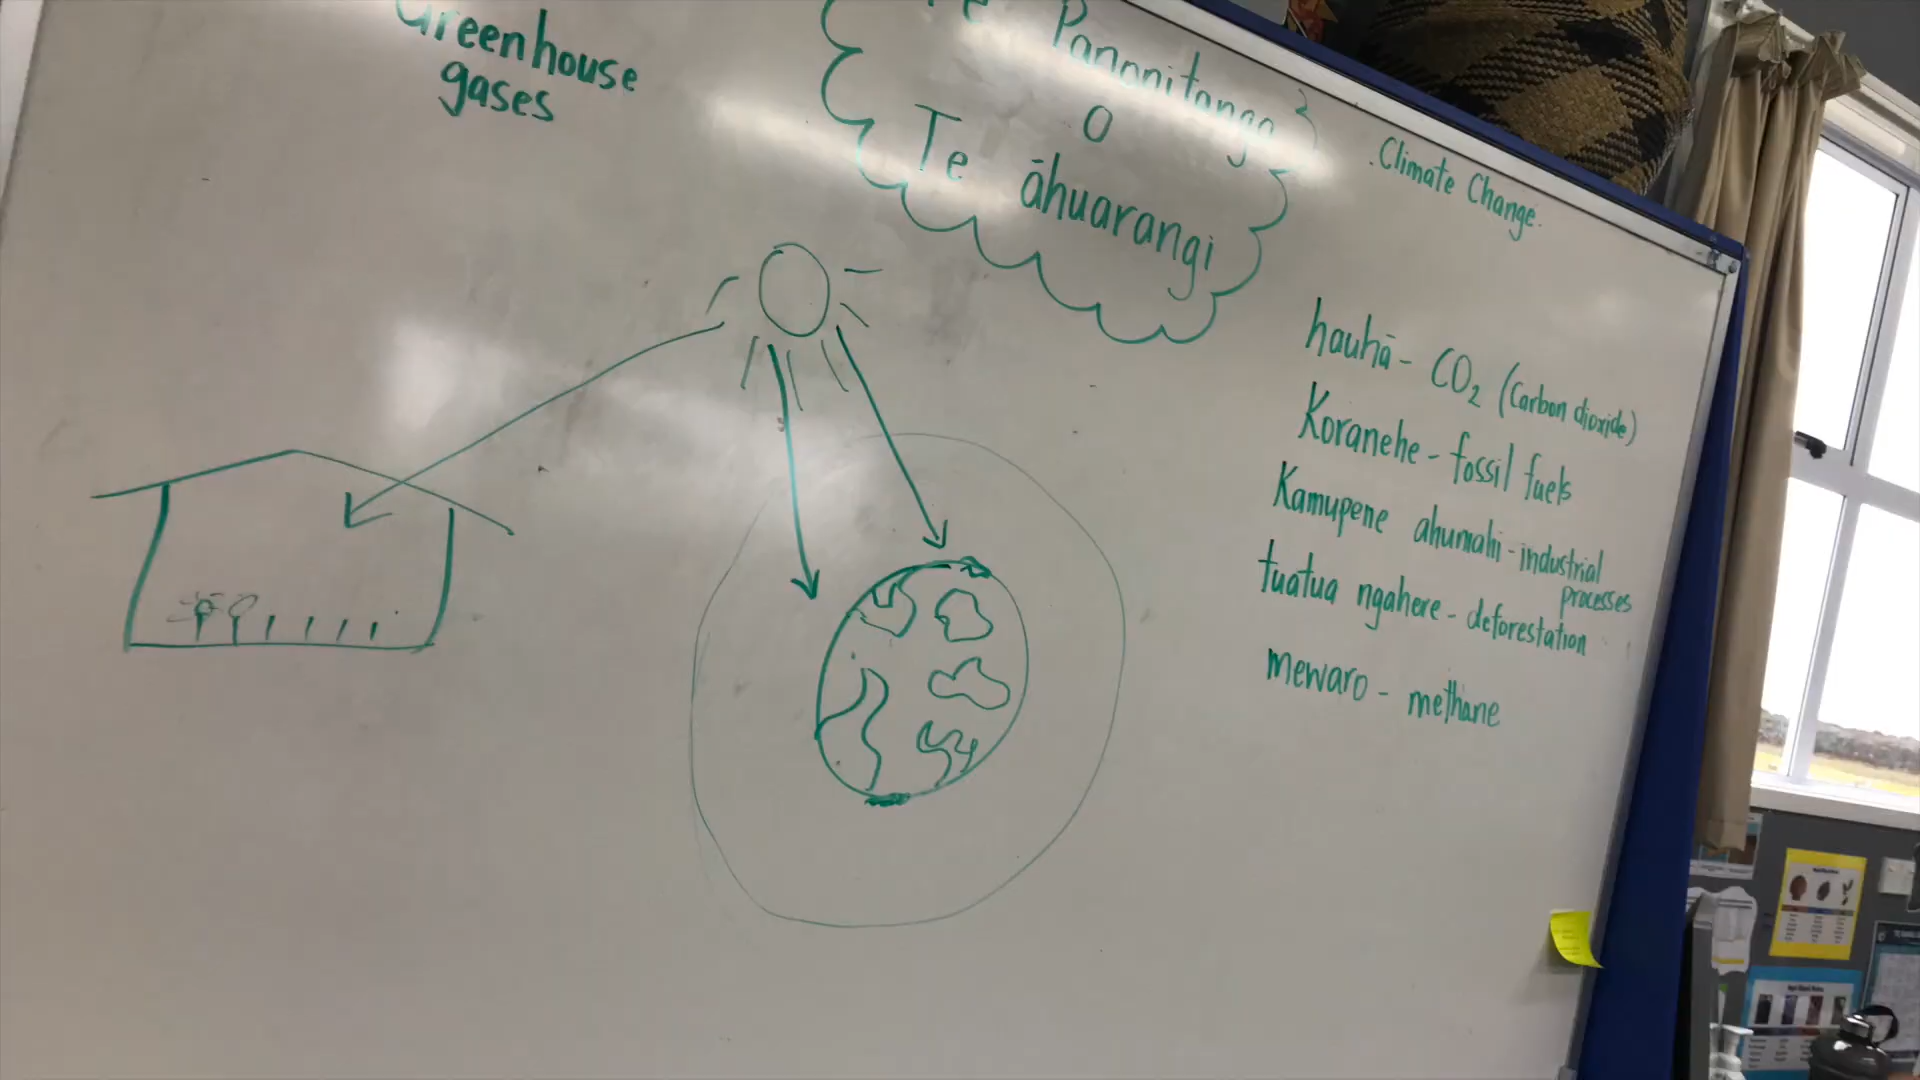 Greenhouse
gases
Te Panonitanga
o
Te āhuarangi
. Climate Change.
hauhā - CO₂ (Carbon dioxide)
Koranehe - fossil fuels
Kamupene ahumahi - industrial
processes
tuatua ngahere - deforestation
mewaro - methane